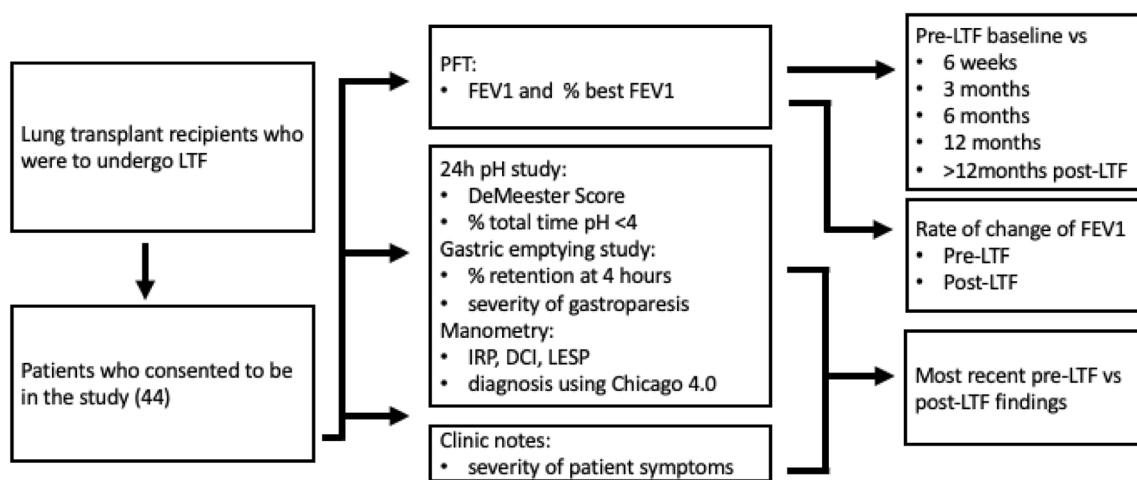 Lung transplant recipients who
were to undergo LTF
Patients who consented to be
in the study (44)
PFT:
• FEV1 and % best FEV1
24h pH study:
• DeMeester Score
• % total time pH <4
Gastric emptying study:
• % retention at 4 hours
• severity of gastroparesis
Manometry:
• IRP, DCI, LESP
• diagnosis using Chicago 4.0
Clinic notes:
• severity of patient symptoms
Pre-LTF baseline vs
• 6 weeks
• 3 months
• 6 months
• 12 months
• >12months post-LTF
Rate of change of FEV1
• Pre-LTF
• Post-LTF
Most recent pre-LTF vs
post-LTF findings